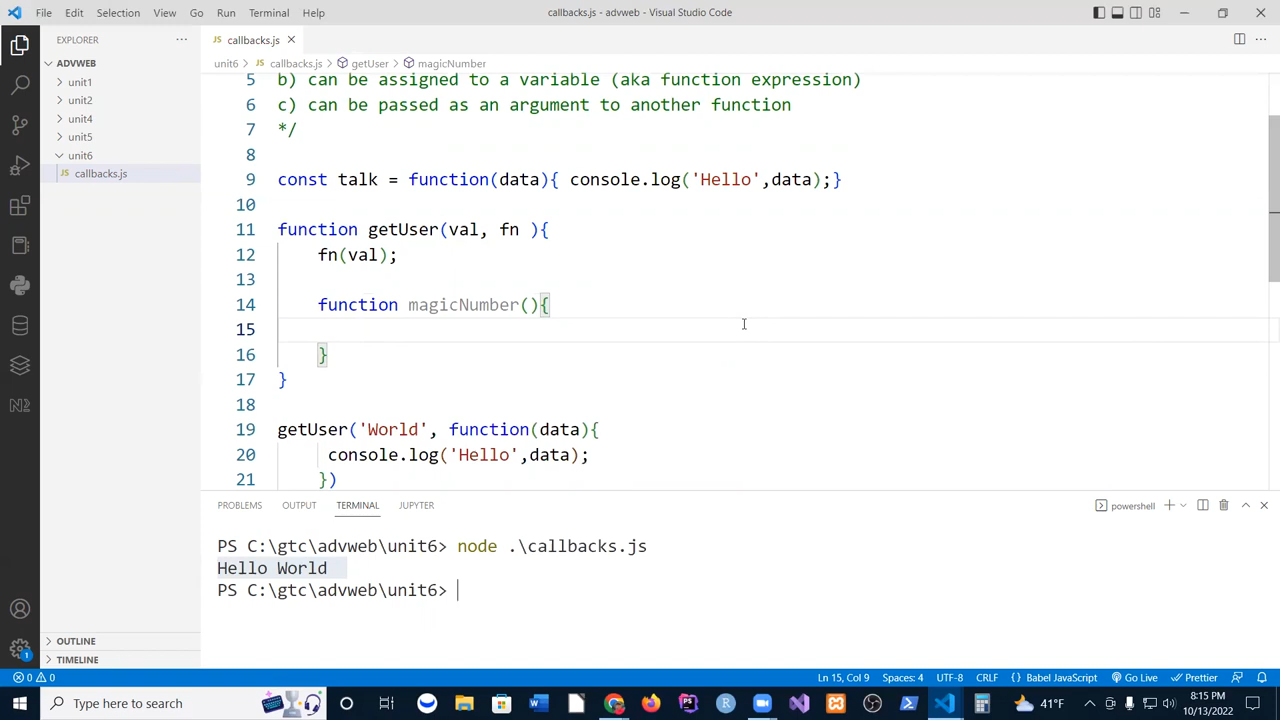 File Edit Selection View Go Run Terminal Help callbacks.js - advweb - Visual Studio Code
EXPLORER
callbacks.js
ADVWEB
unit6 > JS callbacks.js > getUser > magicNumber
unit1
unit2
unit4
unit5
unit6
JS callbacks.js
5 b) can be assigned to a variable (aka function expression)
6 c) can be passed as an argument to another function
7 */
8
9 const talk = function(data){ console.log('Hello',data);}
10
11 function getUser(val, fn ){
12 fn(val);
13
14 function magicNumber(){
15
16 }
17 }
18
19 getUser('World', function(data){
20 console.log('Hello',data);
21 })
PROBLEMS OUTPUT TERMINAL JUPYTER powershell
PS C:\gtc\advweb\unit6> node .\callbacks.js
Hello World
PS C:\gtc\advweb\unit6>
OUTLINE
TIMELINE
0 0 Ln 15, Col 9 Spaces: 4 UTF-8 CRLF {} Babel JavaScript Go Live Prettier
Type here to search 41°F 8:15 PM
10/13/2022